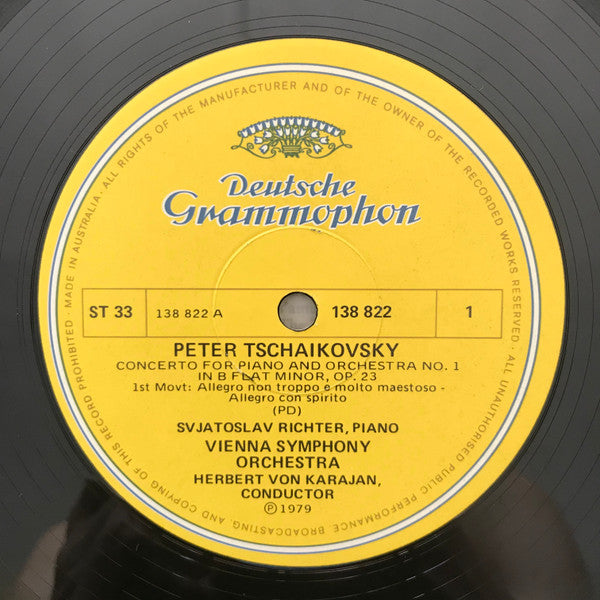 ALL RIGHTS OF THE MANUFACTURER AND OF THE OWNER OF THE RECORDED WORKS RESERVED · ALL UNAUTHORISED PUBLIC PERFORMANCE, BROADCASTING, AND COPYING OF THIS RECORD PROHIBITED · MADE IN AUSTRALIA ·
Deutsche
Grammophon
ST 33 138 822 A 138 822 1
PETER TSCHAIKOVSKY
CONCERTO FOR PIANO AND ORCHESTRA NO. 1
IN B FLAT MINOR, OP. 23
1st Movt: Allegro non troppo e molto maestoso -
Allegro con spirito
(PD)
SVJATOSLAV RICHTER, PIANO
VIENNA SYMPHONY
ORCHESTRA
HERBERT VON KARAJAN,
CONDUCTOR
℗ 1979